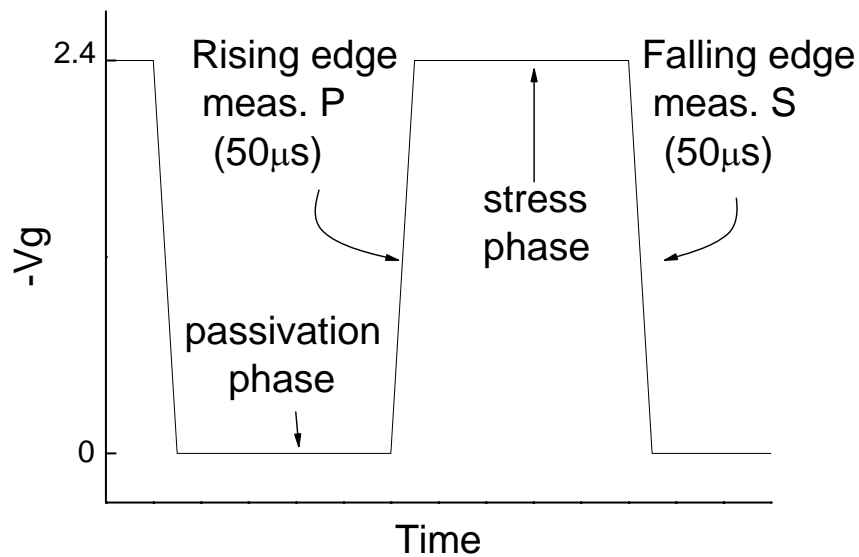 2.4
Rising edge
meas. P
(50μs)
Falling edge
meas. S
(50μs)
stress
phase
-Vg
passivation
phase
0
Time